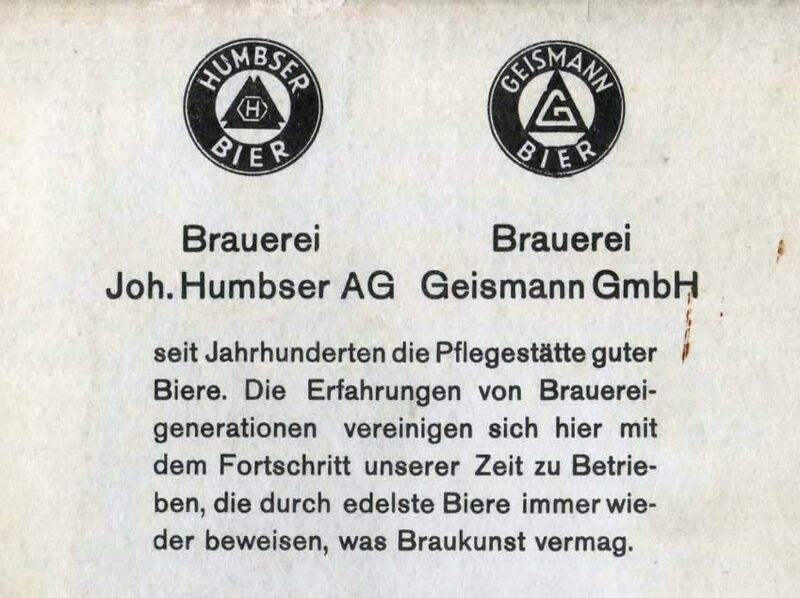 HUMBSER BIER
H
GEISMANN BIER
G
Brauerei
Joh. Humbser AG
Brauerei
Geismann GmbH
seit Jahrhunderten die Pflegestätte guter
Biere. Die Erfahrungen von Brauerei-
generationen vereinigen sich hier mit
dem Fortschritt unserer Zeit zu Betrie-
ben, die durch edelste Biere immer wie-
der beweisen, was Braukunst vermag.